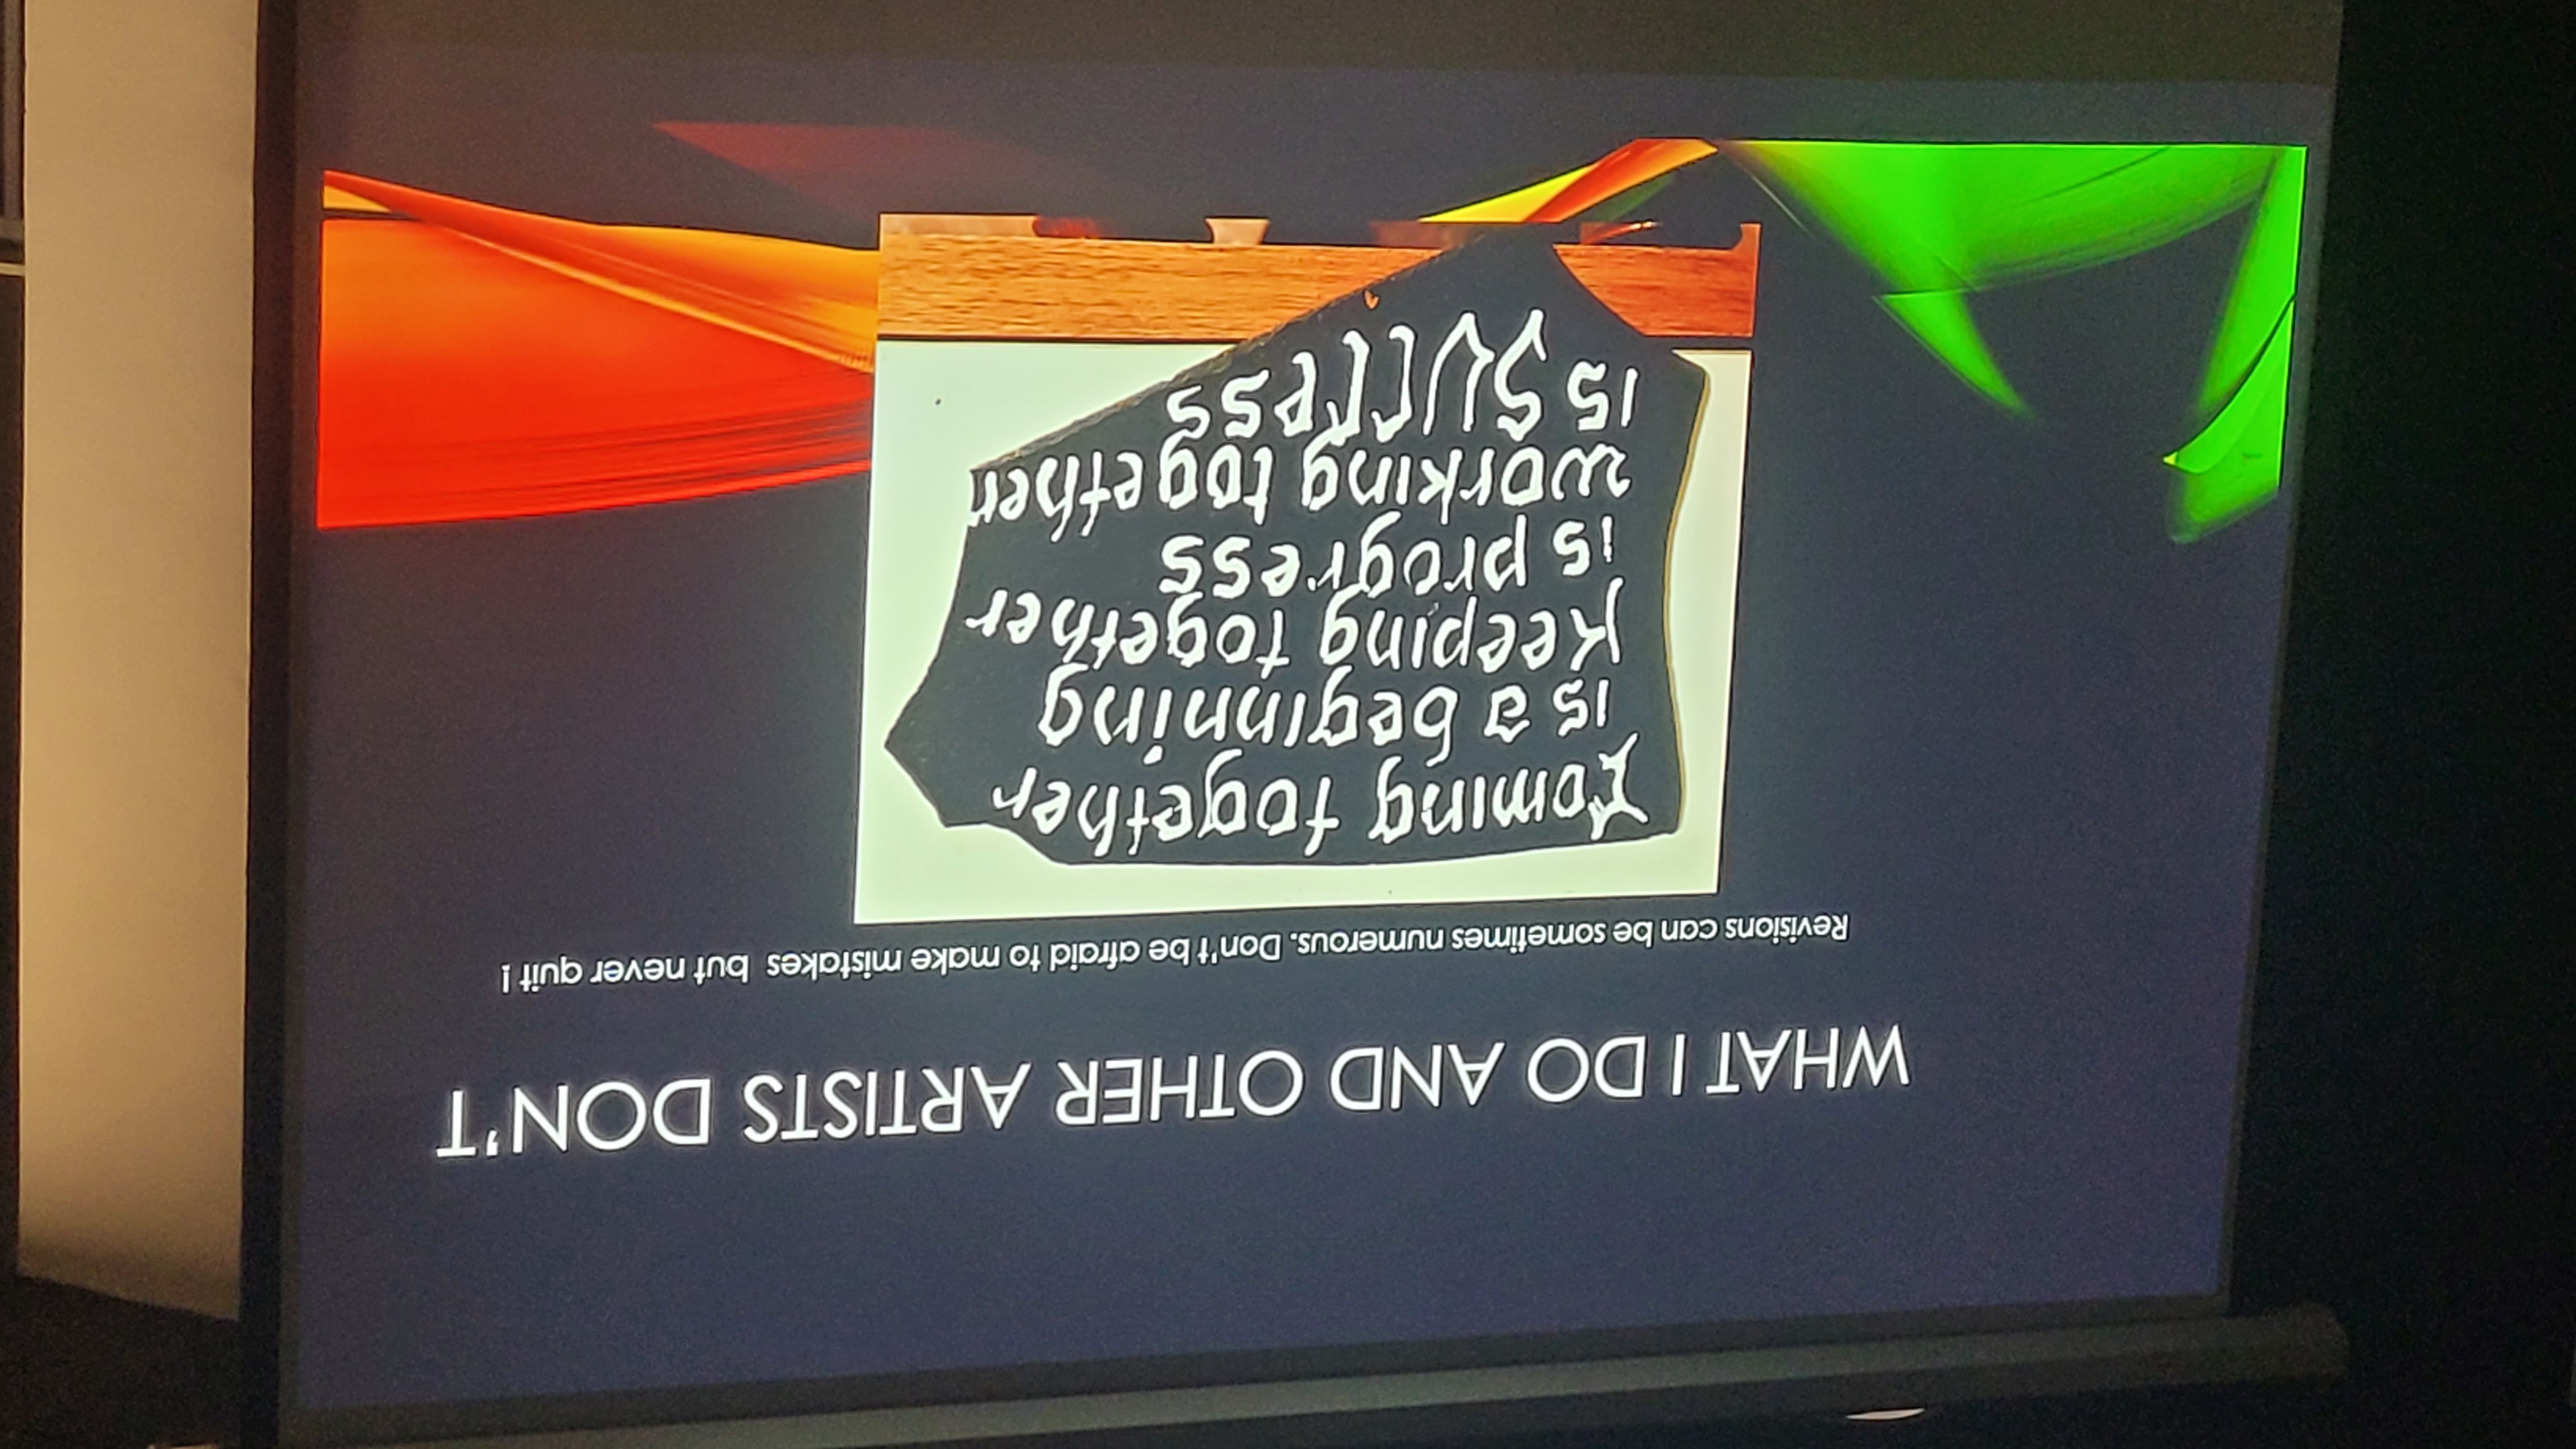 WHAT I DO AND OTHER ARTISTS DON'T
Revisions can be sometimes numerous. Don't be afraid to make mistakes but never quit !
Coming together
is a beginning
Keeping together
is progress
working together
is success